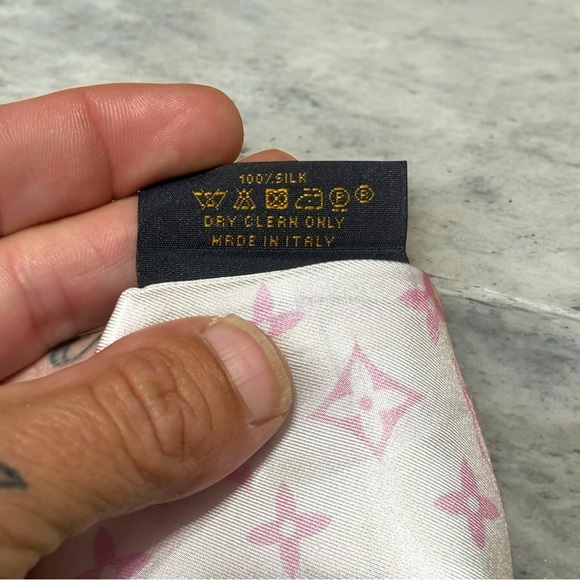 100% SILK
P ®
DRY CLEAN ONLY
MADE IN ITALY